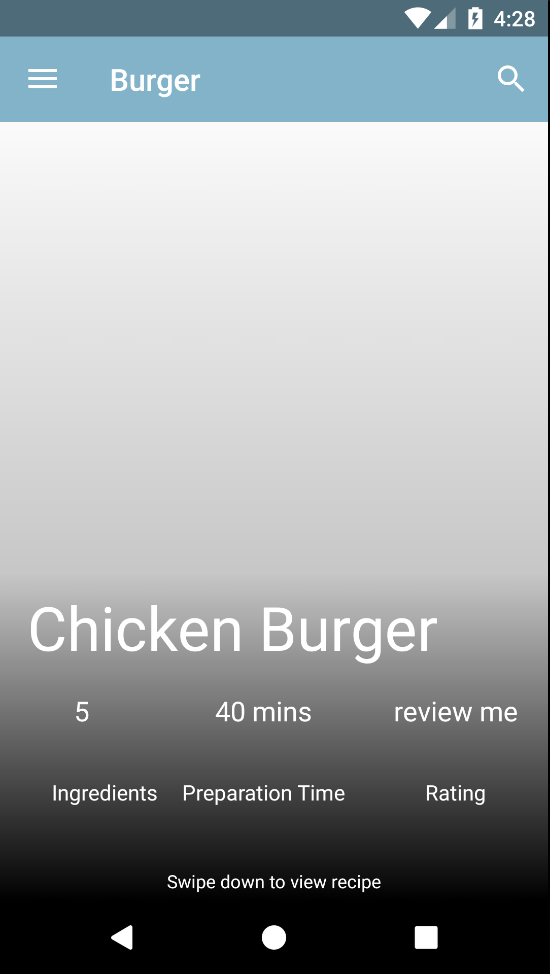 4:28
Burger
Chicken Burger
5 40 mins review me
Ingredients Preparation Time Rating
Swipe down to view recipe